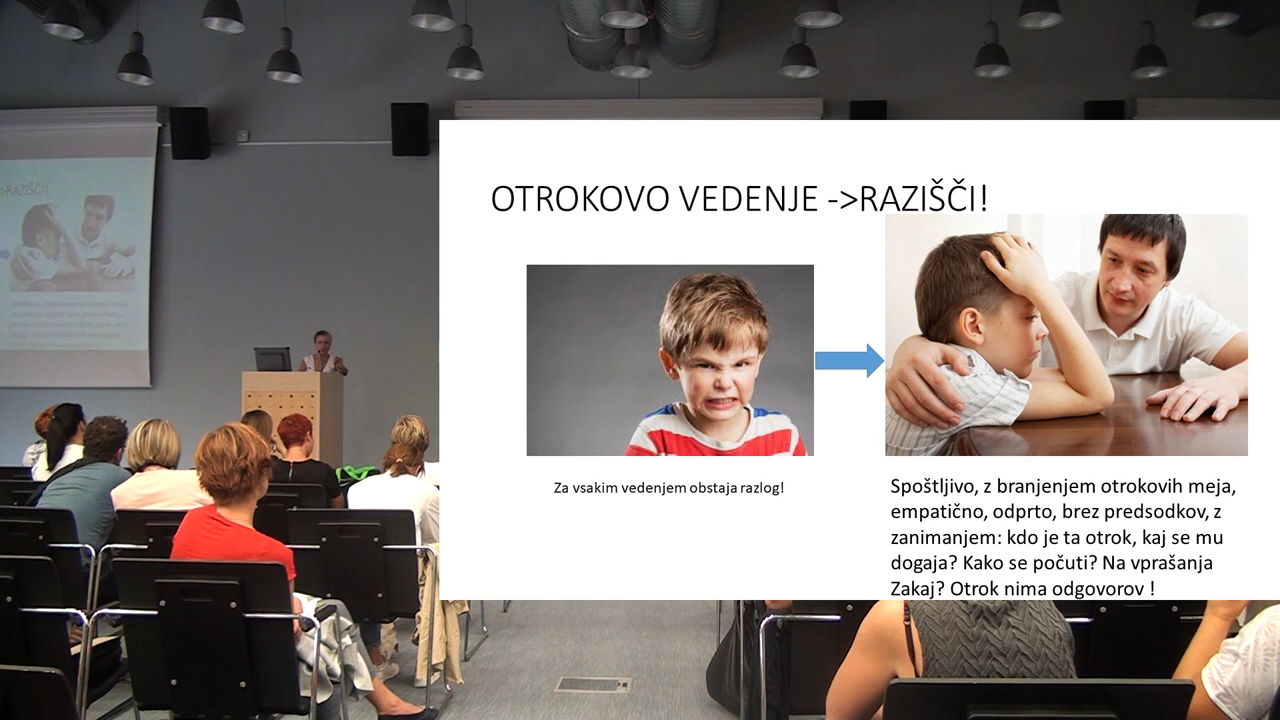 OTROKOVO VEDENJE ->RAZIŠČI!
Za vsakim vedenjem obstaja razlog!
Spoštljivo, z branjenjem otrokovih meja,
empatično, odprto, brez predsodkov, z
zanimanjem: kdo je ta otrok, kaj se mu
dogaja? Kako se počuti? Na vprašanja
Zakaj? Otrok nima odgovorov !
>RAZIŠČI!